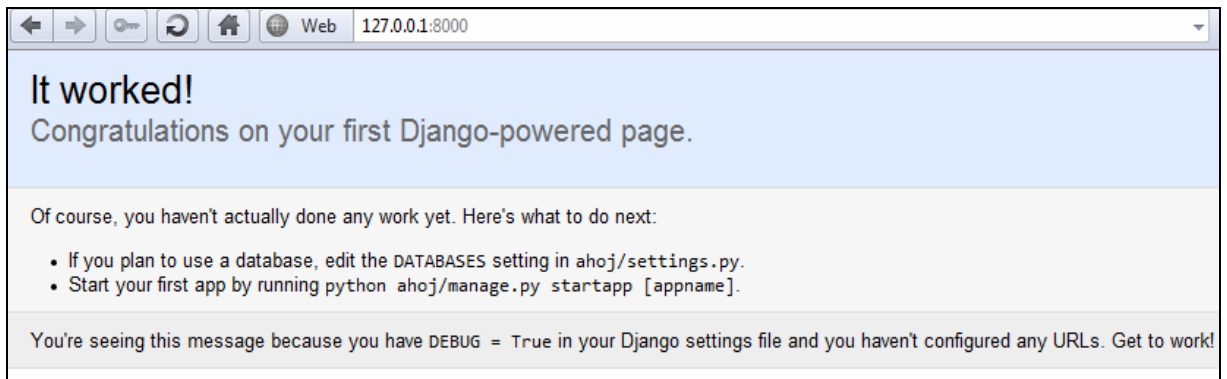 Web 127.0.0.1:8000
It worked!
Congratulations on your first Django-powered page.
Of course, you haven't actually done any work yet. Here's what to do next:
• If you plan to use a database, edit the DATABASES setting in ahoj/settings.py.
• Start your first app by running python ahoj/manage.py startapp [appname].
You're seeing this message because you have DEBUG = True in your Django settings file and you haven't configured any URLs. Get to work!